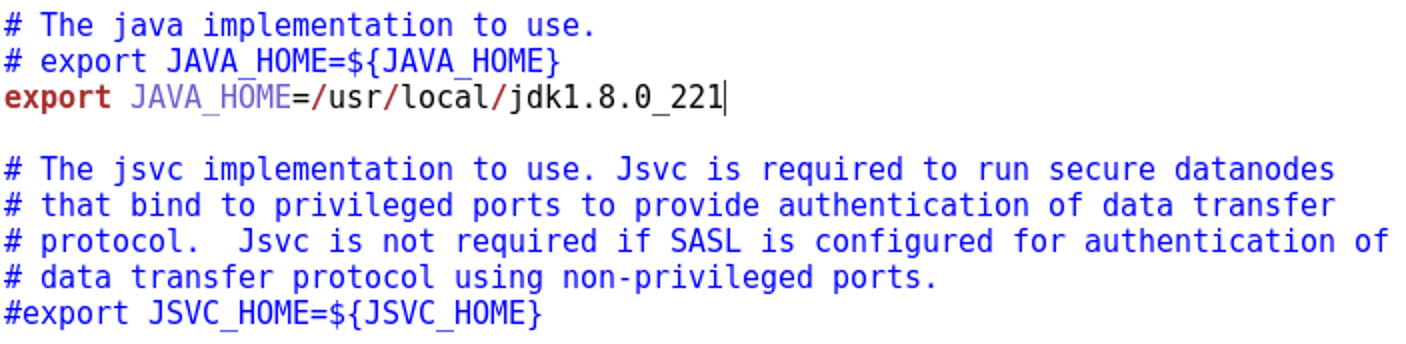 # The java implementation to use.
# export JAVA_HOME=${JAVA_HOME}
export JAVA_HOME=/usr/local/jdk1.8.0_221
# The jsvc implementation to use. Jsvc is required to run secure datanodes
# that bind to privileged ports to provide authentication of data transfer
# protocol.  Jsvc is not required if SASL is configured for authentication of
# data transfer protocol using non-privileged ports.
#export JSVC_HOME=${JSVC_HOME}